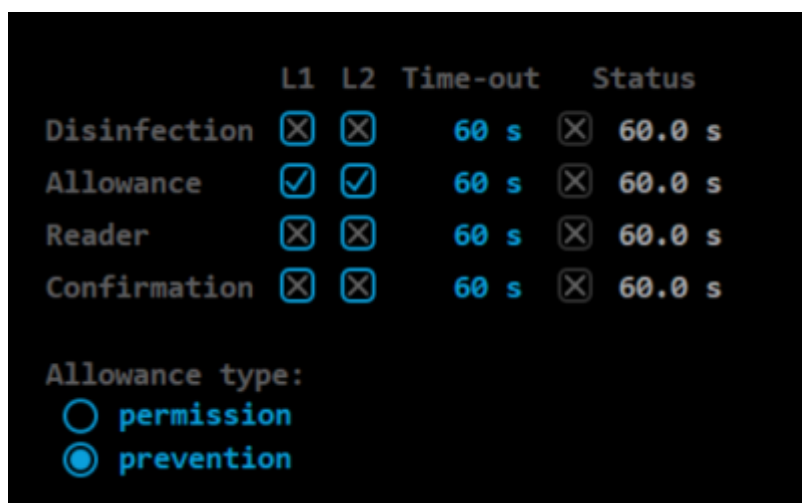 L1 L2 Time-out Status
Disinfection 60 s 60.0 s
Allowance 60 s 60.0 s
Reader 60 s 60.0 s
Confirmation 60 s 60.0 s
Allowance type:
permission
prevention